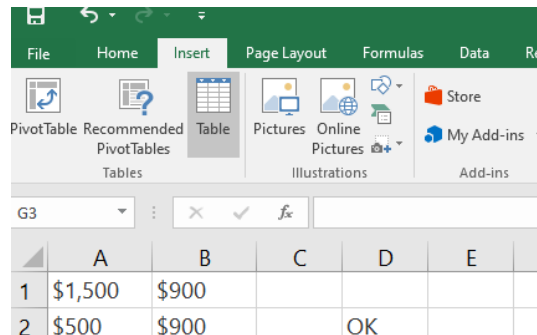 File Home Insert Page Layout Formulas Data
PivotTable Recommended Table Pictures Online Store
PivotTables Pictures My Add-ins
Tables Illustrations Add-ins
G3 fx
A B C D E
1 $1,500 $900
2 $500 $900 OK